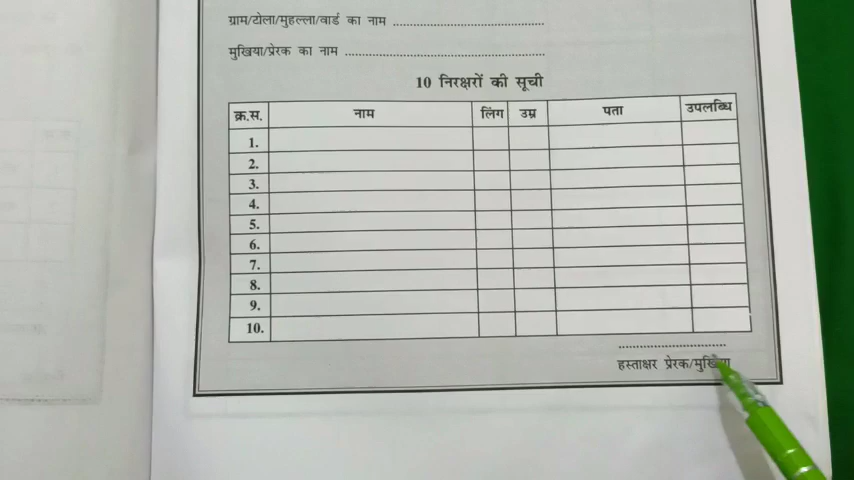 ग्राम/टोला/मुहल्ला/वार्ड का नाम ..........................................
मुखिया/प्रेरक का नाम ........................................................
10 निरक्षरों की सूची
क्र.स. नाम लिंग उम्र पता उपलब्धि
1.
2.
3.
4.
5.
6.
7.
8.
9.
10.
..............................
हस्ताक्षर प्रेरक/मुखिया